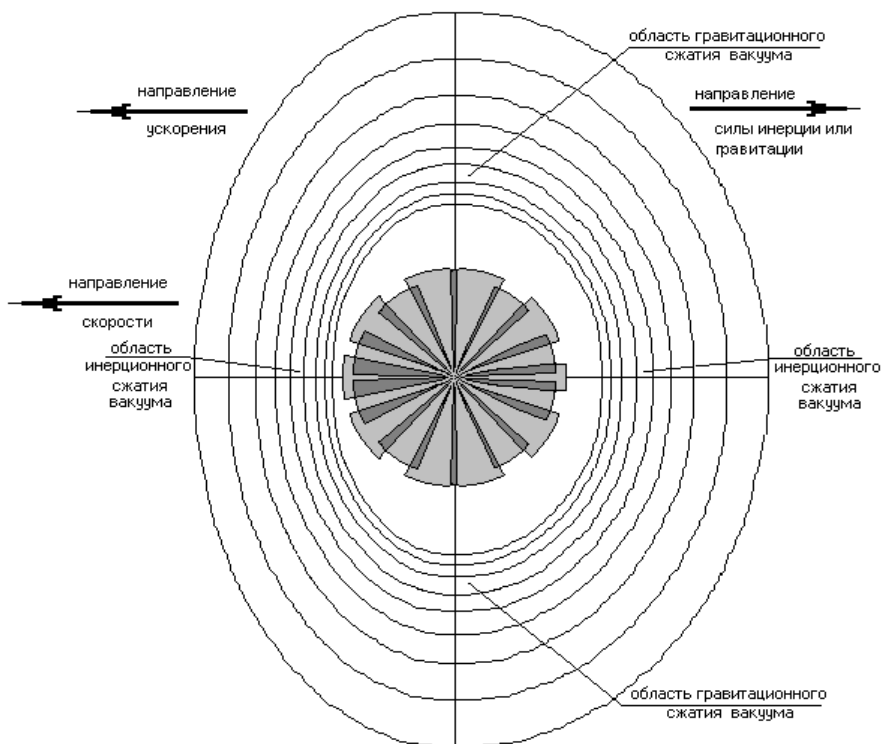 область гравитационного
сжатия вакуума
направление
ускорения
направление
силы инерции или
гравитации
направление
скорости
область
инерционного
сжатия
вакуума
область
инерционного
сжатия
вакуума
область гравитационного
сжатия вакуума